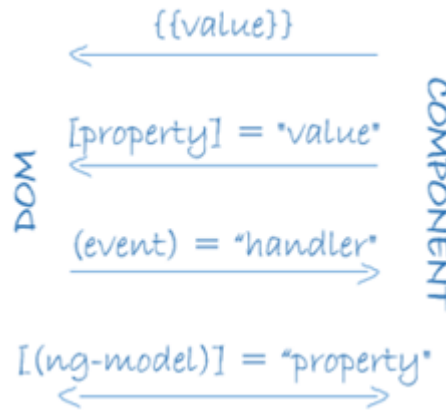 {{value}}
[property] = "value"
DOM
COMPONENT
(event) = "handler"
[(ng-model)] = "property"